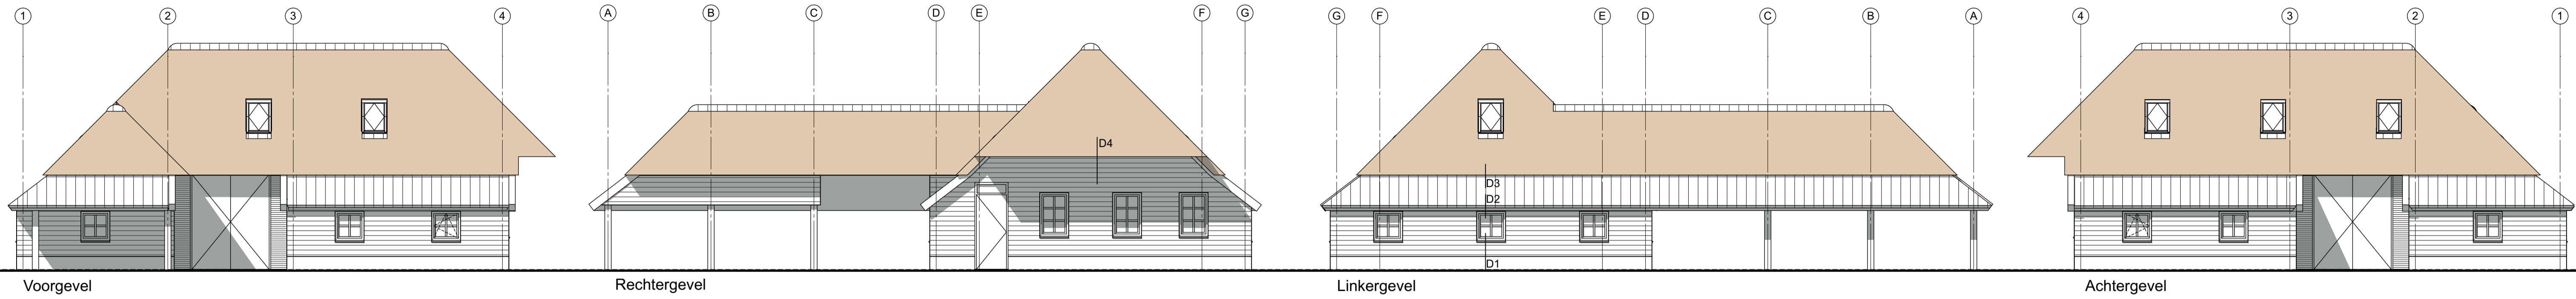 1 2 3 4 A B C D E F G G F E D C B A 4 3 2 1
D4
D3
D2
D1
Voorgevel Rechtergevel Linkergevel Achtergevel